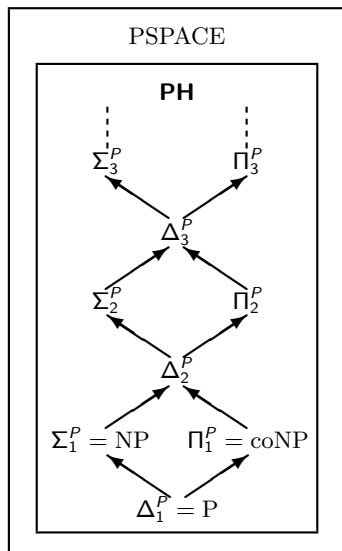 PSPACE
PH
Σ₃ᴾ Π₃ᴾ
Δ₃ᴾ
Σ₂ᴾ Π₂ᴾ
Δ₂ᴾ
Σ₁ᴾ = NP Π₁ᴾ = coNP
Δ₁ᴾ = P